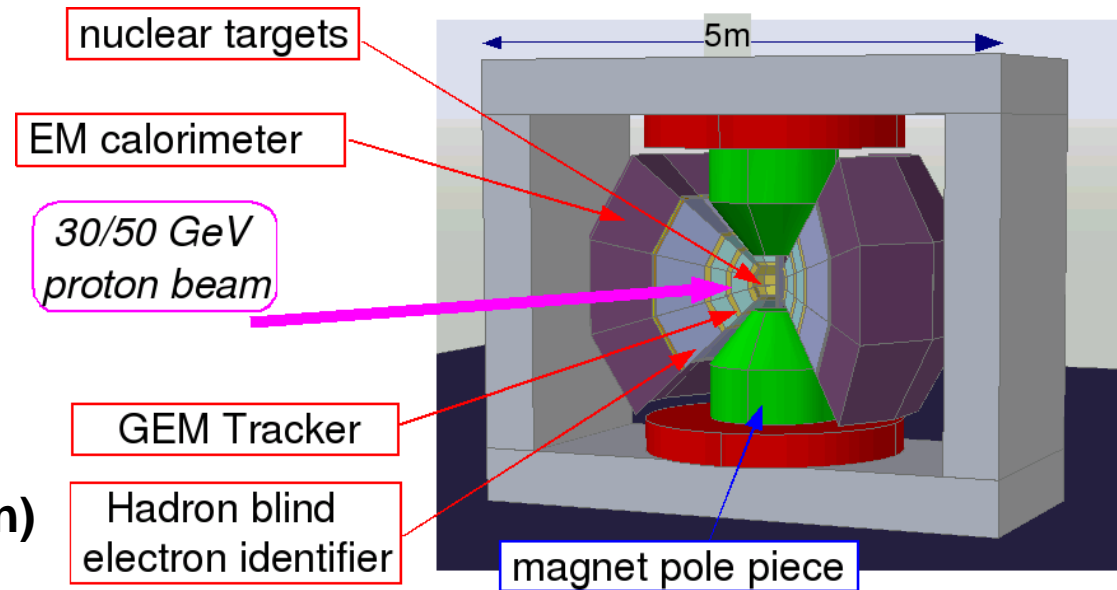 nuclear targets
5m
EM calorimeter
30/50 GeV
proton beam
GEM Tracker
n)
Hadron blind
electron identifier
magnet pole piece